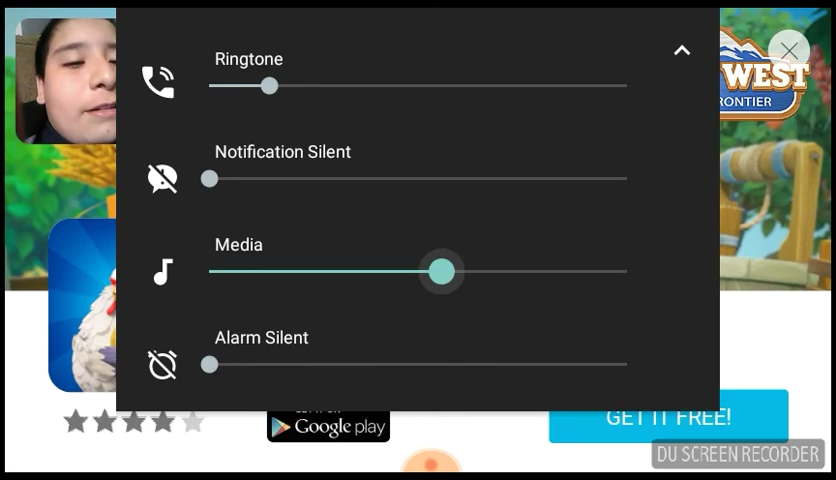 Ringtone
WEST
RONTIER
Notification Silent
Media
Alarm Silent
Google play
GET IT FREE!
DU SCREEN RECORDER